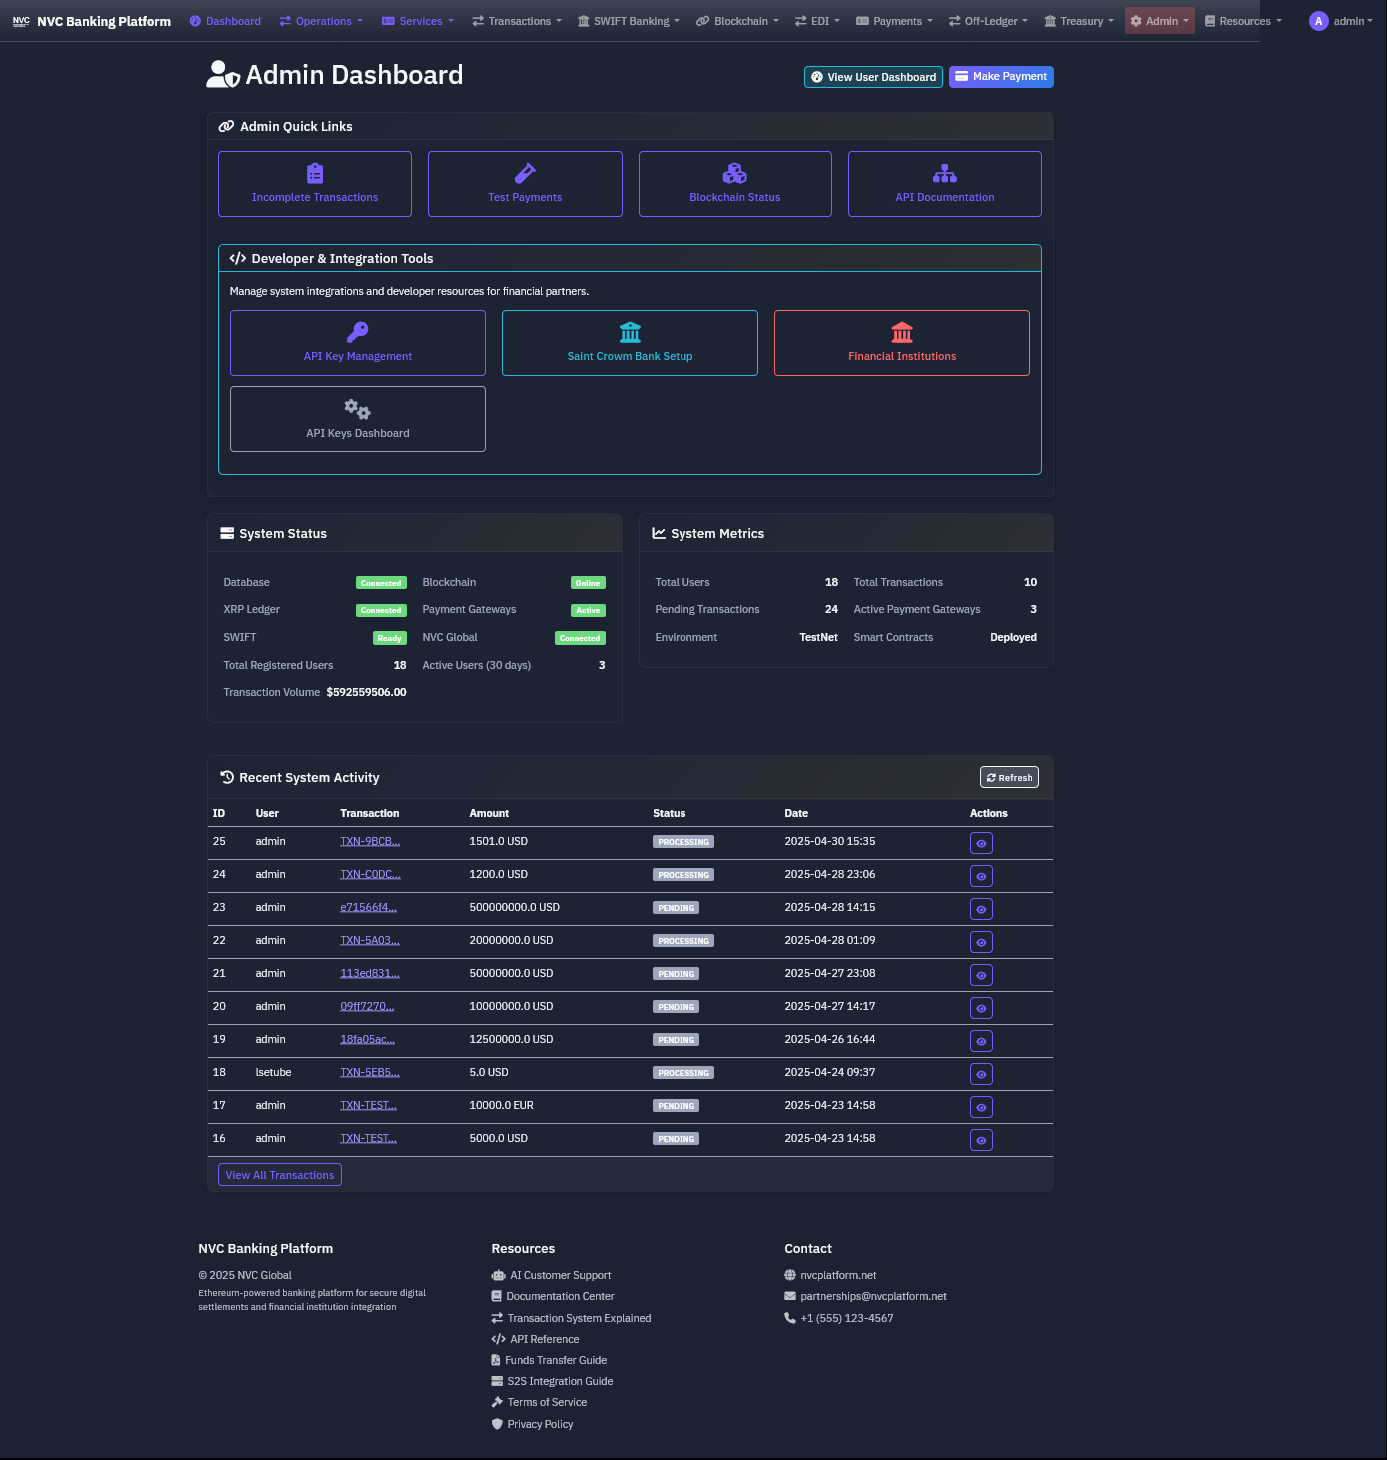 NVC NVC Banking Platform Dashboard Operations Services Transactions SWIFT Banking Blockchain EDI Payments Off-Ledger Treasury Admin Resources A admin
Admin Dashboard View User Dashboard Make Payment
Admin Quick Links
Incomplete Transactions Test Payments Blockchain Status API Documentation
Developer & Integration Tools
Manage system integrations and developer resources for financial partners.
API Key Management Saint Crowm Bank Setup Financial Institutions
API Keys Dashboard
System Status System Metrics
Database Connected Blockchain Online Total Users 18 Total Transactions 10
XRP Ledger Connected Payment Gateways Active Pending Transactions 24 Active Payment Gateways 3
SWIFT Ready NVC Global Connected Environment TestNet Smart Contracts Deployed
Total Registered Users 18 Active Users (30 days) 3
Transaction Volume $592559506.00
Recent System Activity Refresh
ID User Transaction Amount Status Date Actions
25 admin TXN-9BCB... 1501.0 USD PROCESSING 2025-04-30 15:35
24 admin TXN-C0DC... 1200.0 USD PROCESSING 2025-04-28 23:06
23 admin e71566f4... 500000000.0 USD PENDING 2025-04-28 14:15
22 admin TXN-5A03... 20000000.0 USD PROCESSING 2025-04-28 01:09
21 admin 113ed831... 50000000.0 USD PENDING 2025-04-27 23:08
20 admin 09ff7270... 10000000.0 USD PENDING 2025-04-27 14:17
19 admin 18fa05ac... 12500000.0 USD PENDING 2025-04-26 16:44
18 lsetube TXN-5EB5... 5.0 USD PROCESSING 2025-04-24 09:37
17 admin TXN-TEST... 10000.0 EUR PENDING 2025-04-23 14:58
16 admin TXN-TEST... 5000.0 USD PENDING 2025-04-23 14:58
View All Transactions
NVC Banking Platform
© 2025 NVC Global
Ethereum-powered banking platform for secure digital
settlements and financial institution integration
Resources
AI Customer Support
Documentation Center
Transaction System Explained
API Reference
Funds Transfer Guide
S2S Integration Guide
Terms of Service
Privacy Policy
Contact
nvcplatform.net
partnerships@nvcplatform.net
+1 (555) 123-4567